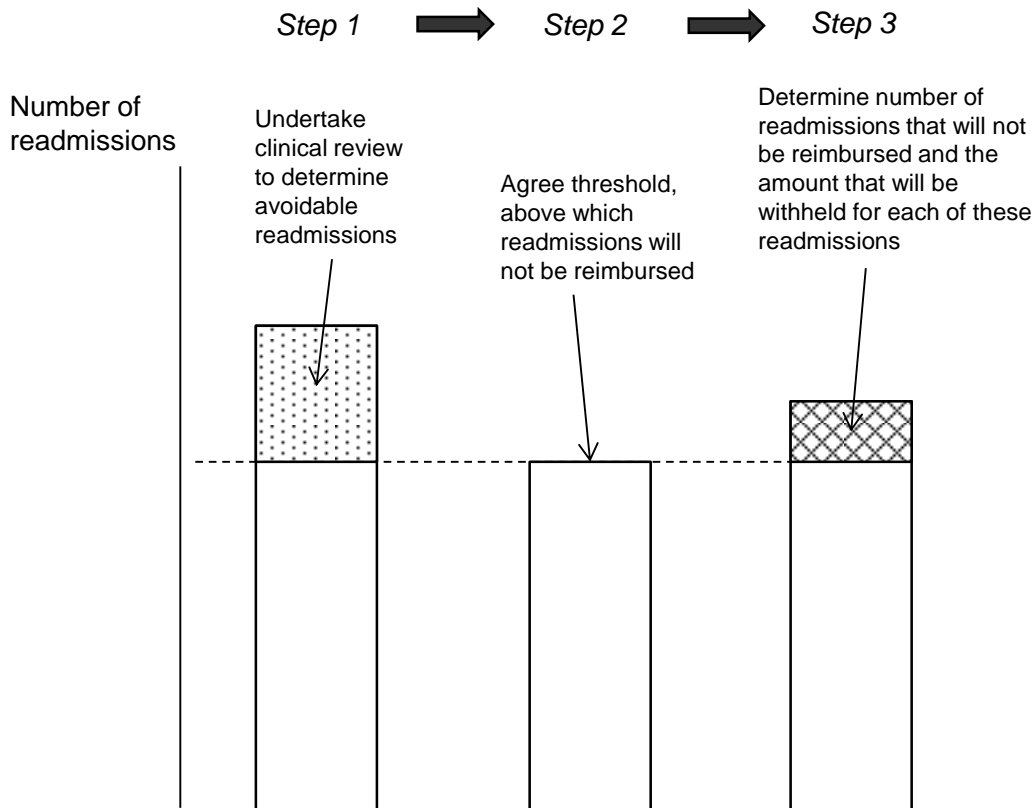 Step 1
Step 2
Step 3
Number of
readmissions
Undertake
clinical review
to determine
avoidable
readmissions
Agree threshold,
above which
readmissions will
not be reimbursed
Determine number of
readmissions that will not
be reimbursed and the
amount that will be
withheld for each of these
readmissions